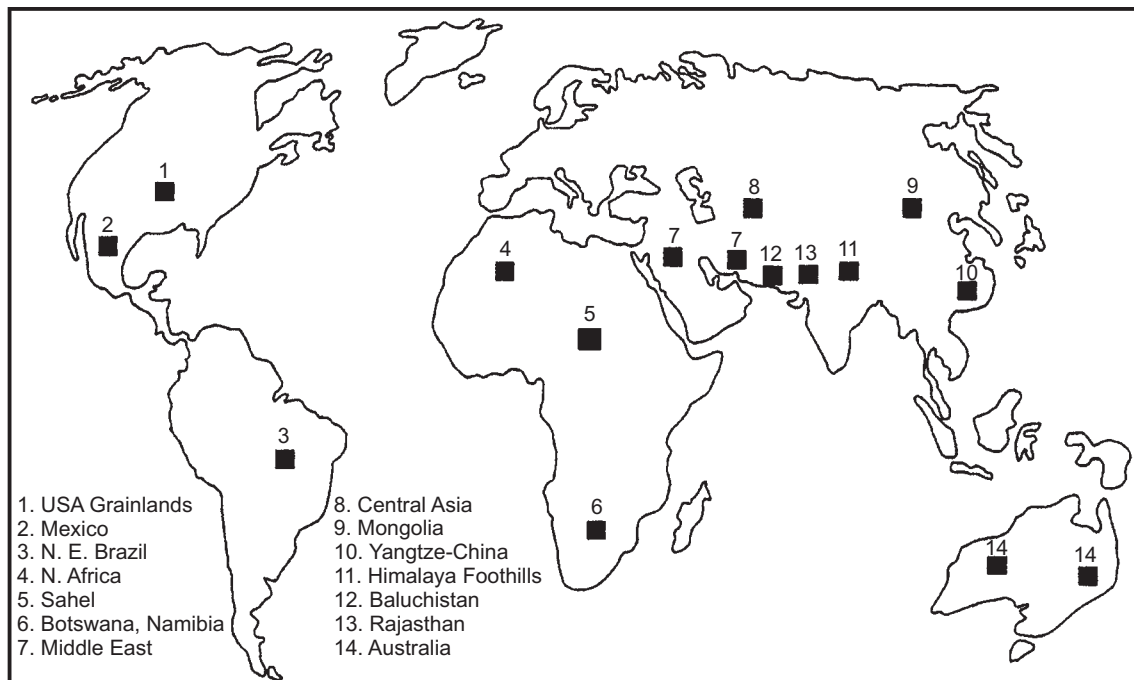 1
2
8
9
4
7
7
12
13
11
10
5
3
6
14
14
1. USA Grainlands
2. Mexico
3. N. E. Brazil
4. N. Africa
5. Sahel
6. Botswana, Namibia
7. Middle East
8. Central Asia
9. Mongolia
10. Yangtze-China
11. Himalaya Foothills
12. Baluchistan
13. Rajasthan
14. Australia